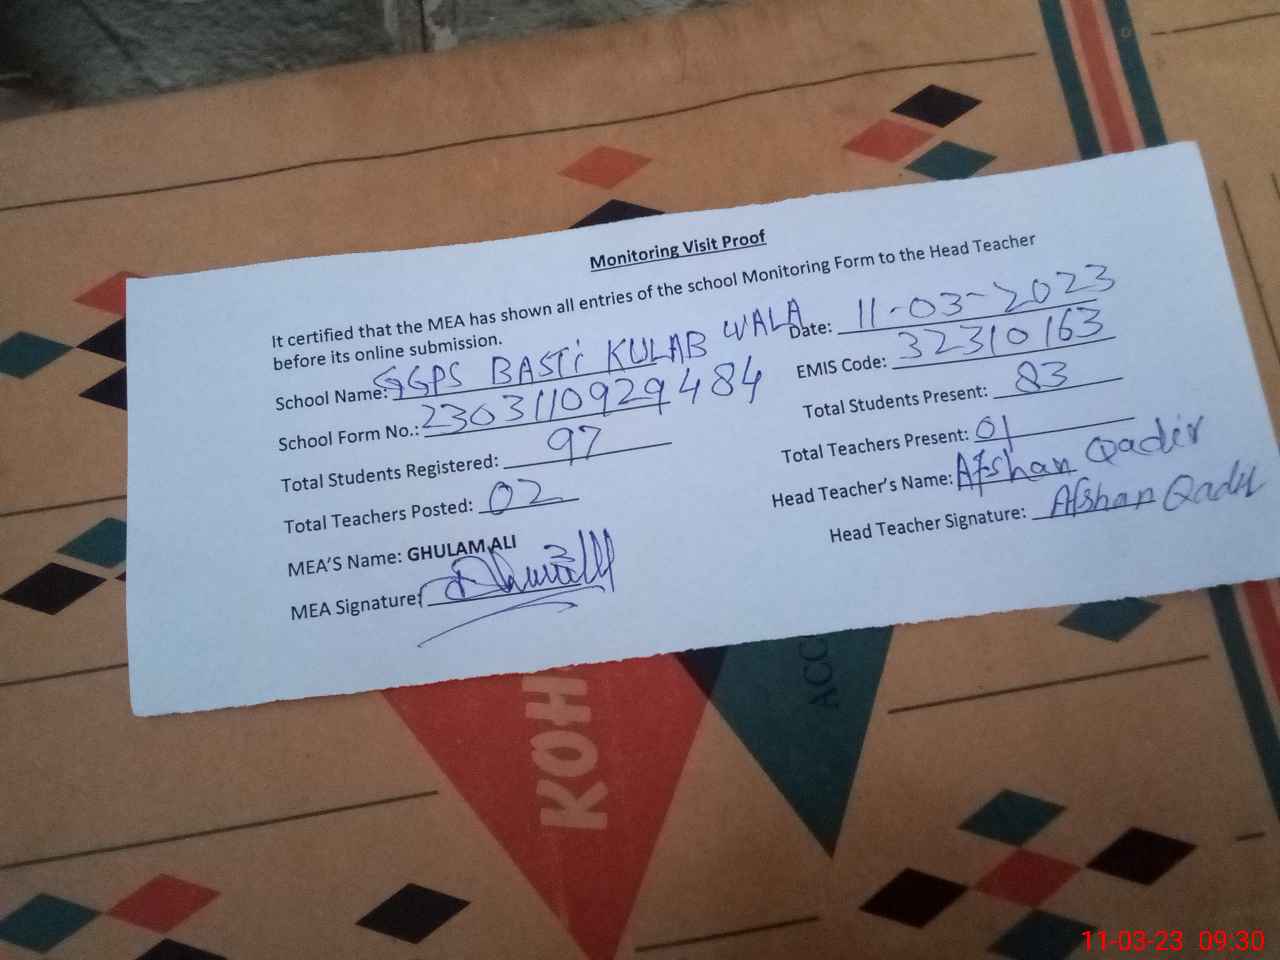 Monitoring Visit Proof
It certified that the MEA has shown all entries of the school Monitoring Form to the Head Teacher
before its online submission.
School Name: GGPS BASTi KULAB WALA Date: 11-03-2023
School Form No.: 2303110929484 EMIS Code: 32310163
Total Students Registered: 97 Total Students Present: 83
Total Teachers Posted: 02 Total Teachers Present: 01
MEA'S Name: GHULAM ALI Head Teacher's Name: Afshan Qadir
MEA Signature: Head Teacher Signature: Afshan Qadir
KOH
ACC
11-03-23 09:30